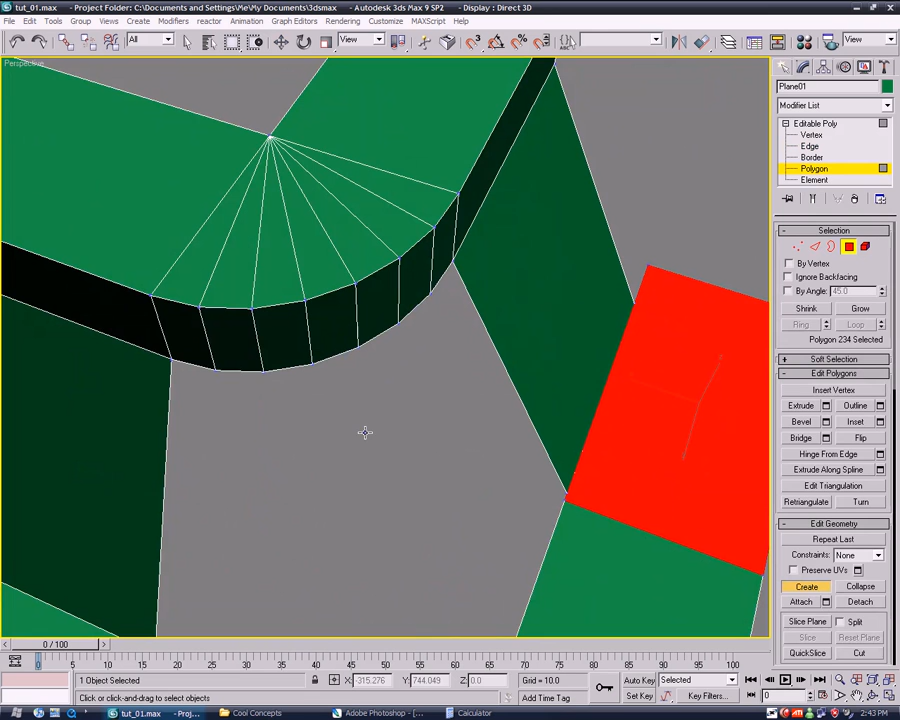 tut_01.max - Project Folder: C:\Documents and Settings\Me\My Documents\3dsmax - Autodesk 3ds Max 9 SP2 - Display : Direct 3D
File Edit Tools Group Views Create Modifiers reactor Animation Graph Editors Rendering Customize MAXScript Help
All View View
Perspective
Plane01
Modifier List
Editable Poly
Vertex
Edge
Border
Polygon
Element
- Selection
By Vertex
Ignore Backfacing
By Angle: 45.0
Shrink Grow
Ring Loop
Polygon 234 Selected
+ Soft Selection
- Edit Polygons
Insert Vertex
Extrude Outline
Bevel Inset
Bridge Flip
Hinge From Edge
Extrude Along Spline
Edit Triangulation
Retriangulate Turn
- Edit Geometry
Repeat Last
Constraints: None
Preserve UVs
Create Collapse
Attach Detach
Slice Plane Split
Slice Reset Plane
QuickSlice Cut
0 / 100
0 5 10 15 20 25 30 35 40 45 50 55 60 65 70 75 80 85 90 95 100
1 Object Selected X: -315.276 Y: 744.049 Z: 0.0 Grid = 10.0 Auto Key Selected
Click or click-and-drag to select objects Add Time Tag Set Key Key Filters... 0
start tut_01.max - Proj... Cool Concepts Adobe Photoshop - [... Calculator 2:43 PM